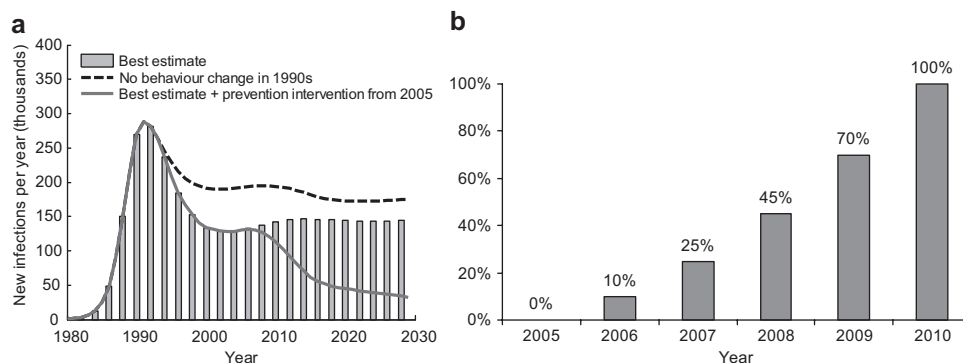 a
New infections per year (thousands)
400
350
300
250
200
150
100
50
0
Best estimate
No behaviour change in 1990s
Best estimate + prevention intervention from 2005
1980 1990 2000 2010 2020 2030
Year
b
100%
80%
60%
40%
20%
0%
0%
10%
25%
45%
70%
100%
2005 2006 2007 2008 2009 2010
Year